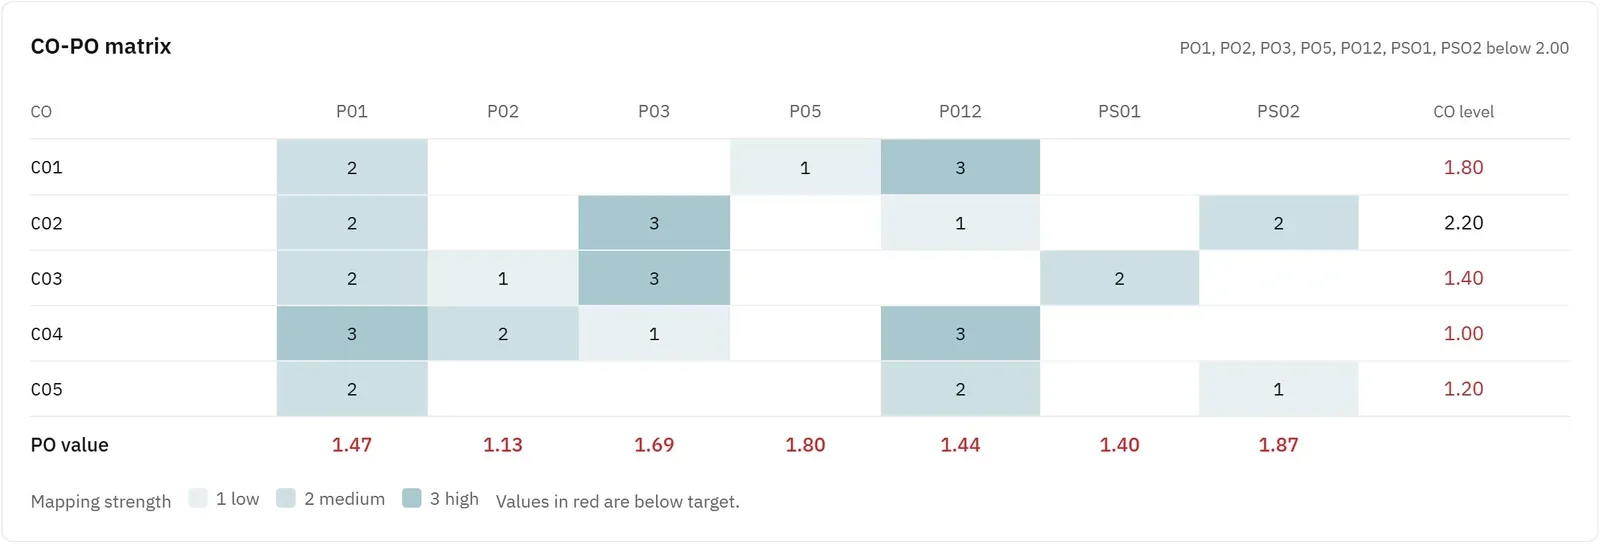 CO-PO matrix
PO1, PO2, PO3, PO5, PO12, PSO1, PSO2 below 2.00
CO PO1 PO2 PO3 PO5 PO12 PSO1 PSO2 CO level
CO1 2 1 3 1.80
CO2 2 3 1 2 2.20
CO3 2 1 3 2 1.40
CO4 3 2 1 3 1.00
CO5 2 2 1 1.20
PO value 1.47 1.13 1.69 1.80 1.44 1.40 1.87
Mapping strength 1 low 2 medium 3 high Values in red are below target.